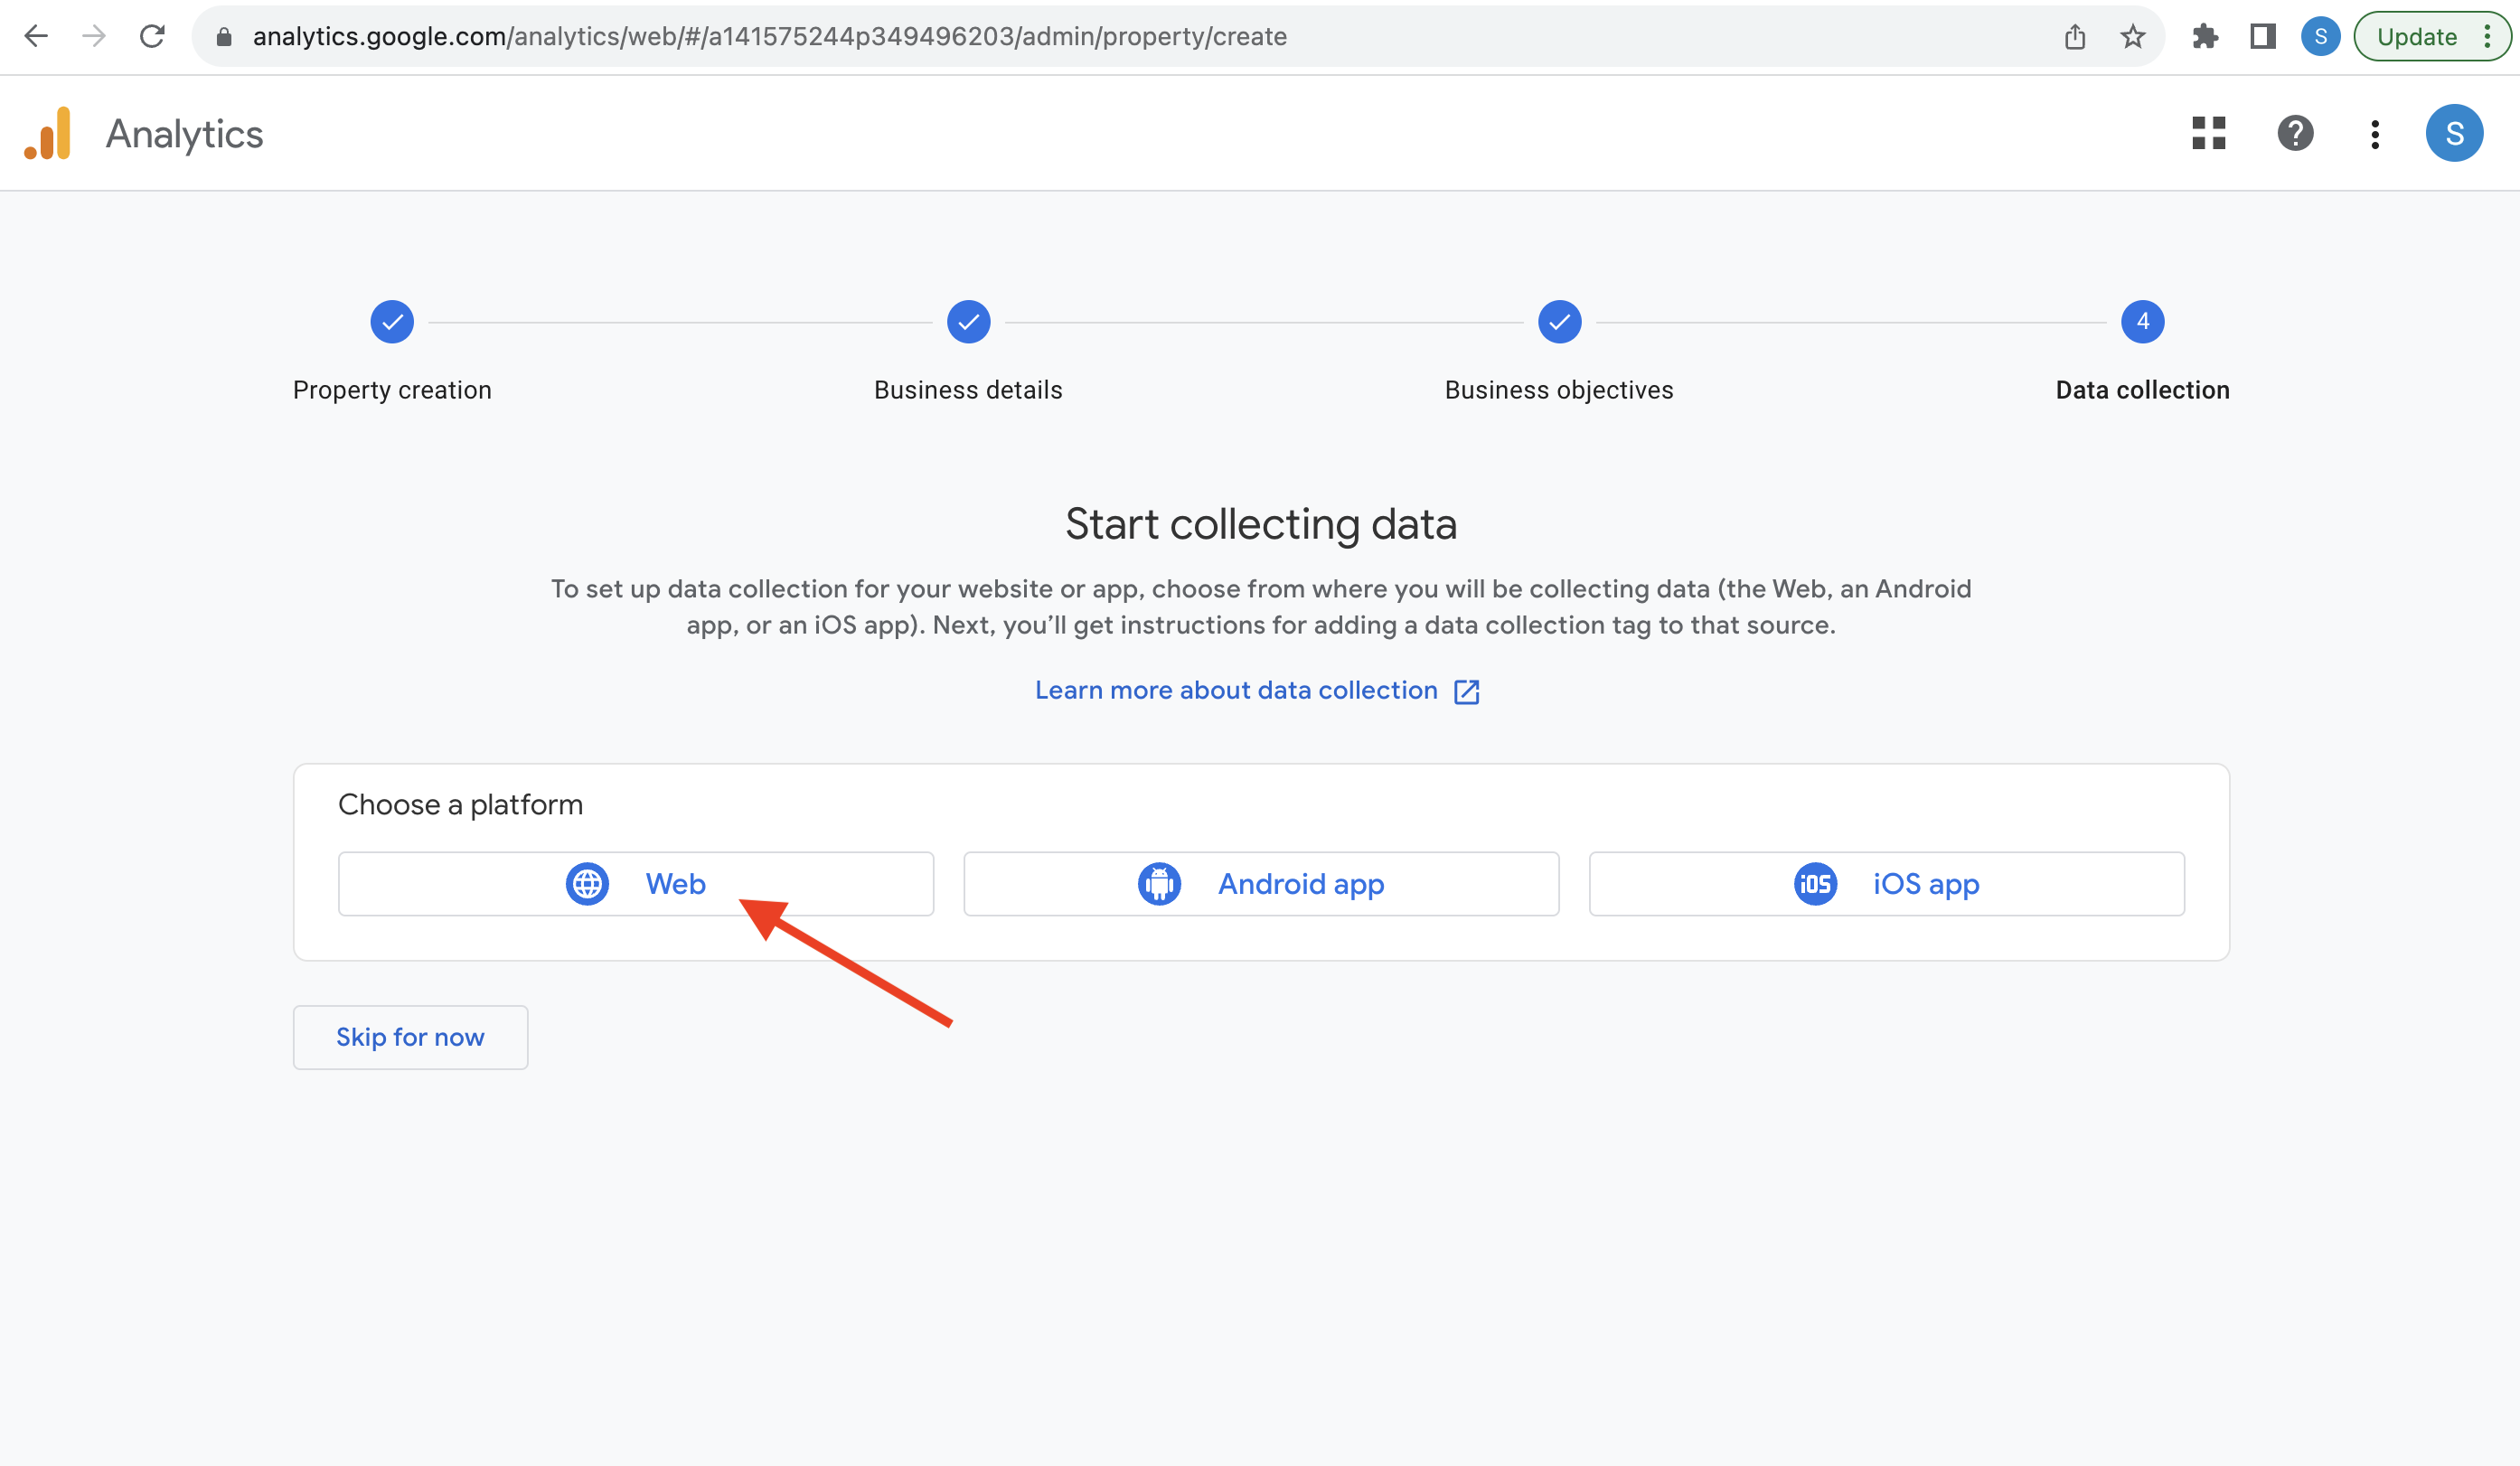 analytics.google.com/analytics/web/#/a141575244p349496203/admin/property/create
S
Update
Analytics
S
4
Property creation
Business details
Business objectives
Data collection
Start collecting data
To set up data collection for your website or app, choose from where you will be collecting data (the Web, an Android
app, or an iOS app). Next, you’ll get instructions for adding a data collection tag to that source.
Learn more about data collection
Choose a platform
Web
Android app
iOS
iOS app
Skip for now